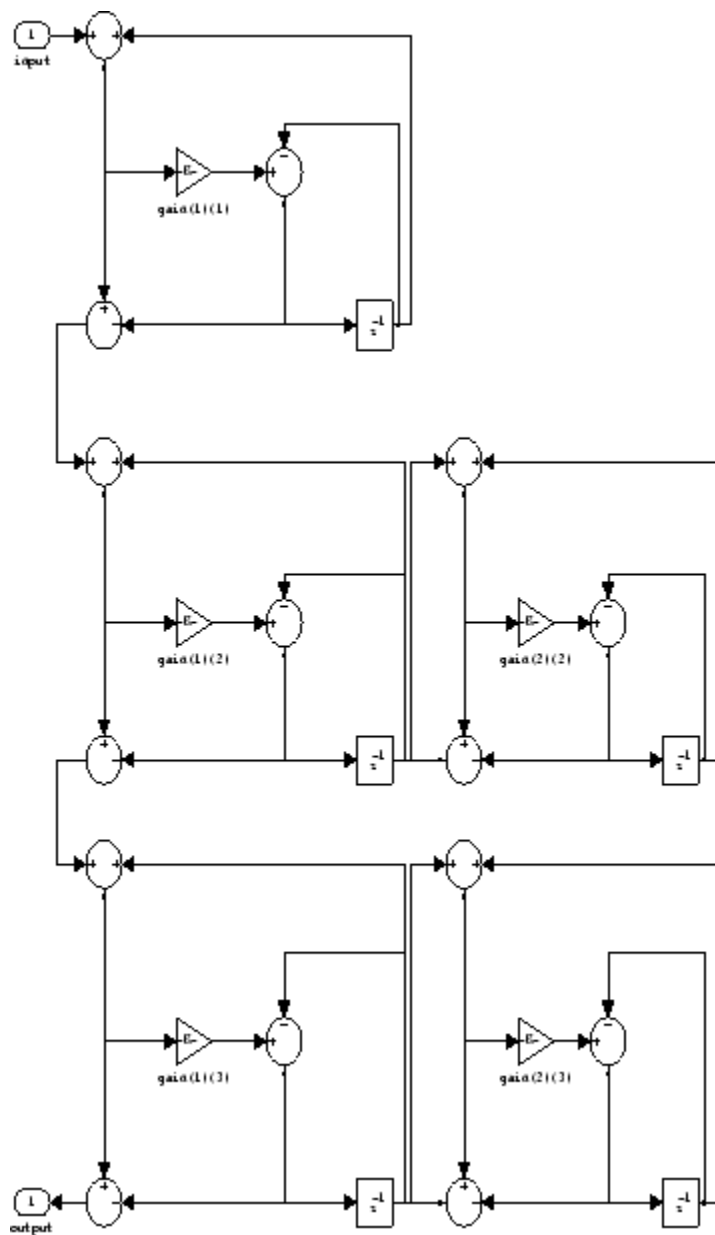 1
input
+
+
K-
−
+
gain(1)(1)
+
−
z-1
+
+
+
+
K-
−
+
gain(1)(2)
K-
−
+
gain(2)(2)
+
−
z-1
+
−
z-1
+
+
+
+
K-
−
+
gain(1)(3)
K-
−
+
gain(2)(3)
1
output
+
−
z-1
+
−
z-1